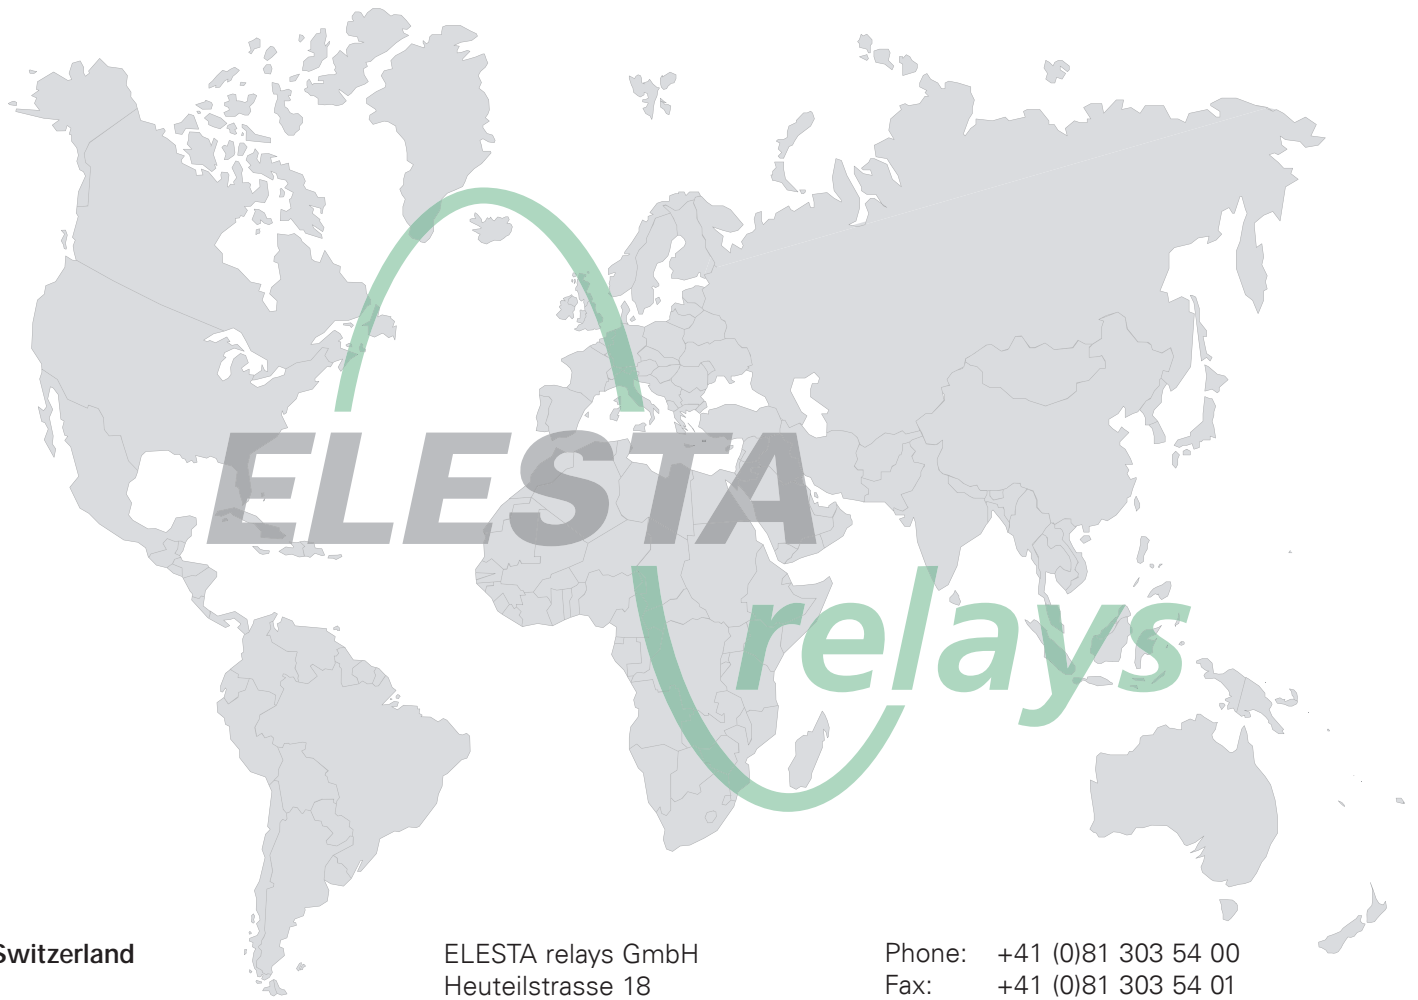 ELESTA
relays
Switzerland
ELESTA relays GmbH
Heuteilstrasse 18
Phone: +41 (0)81 303 54 00
Fax: +41 (0)81 303 54 01